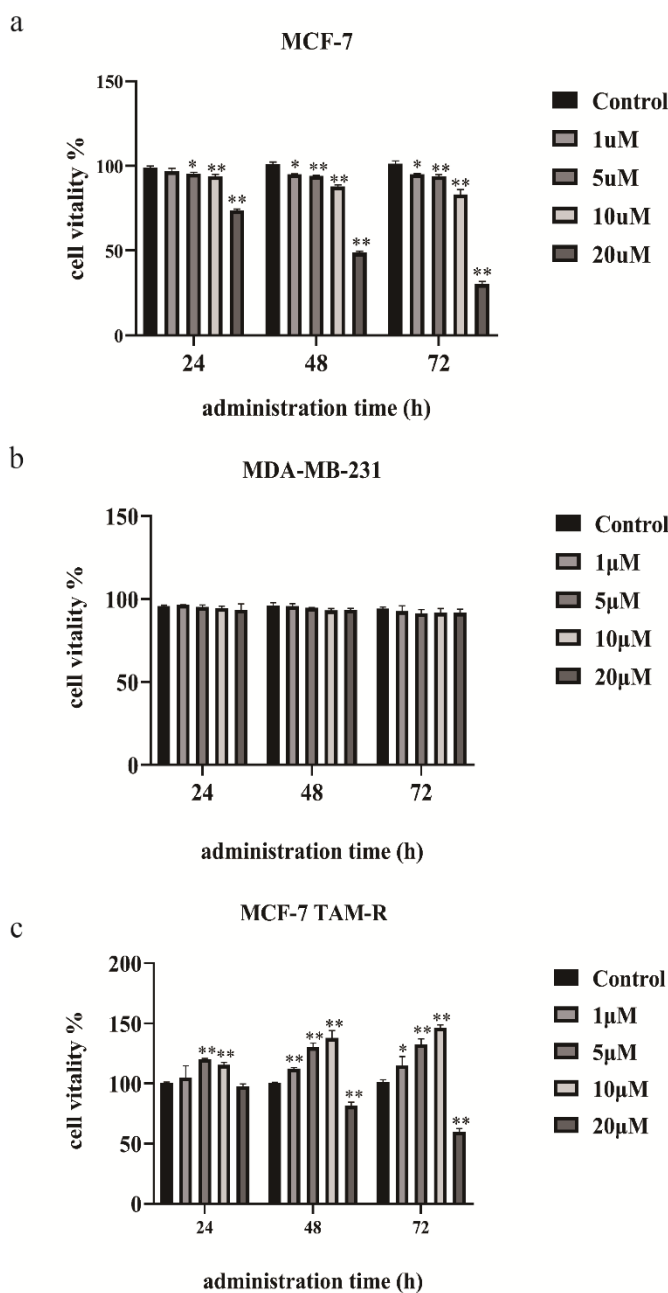 a
MCF-7
150
100
50
0
cell vitality %
* ** **
* ** ** **
* ** ** **
24 48 72
administration time (h)
Control
1uM
5uM
10uM
20uM
b
MDA-MB-231
150
100
50
0
cell vitality %
24 48 72
administration time (h)
Control
1μM
5μM
10μM
20μM
c
MCF-7 TAM-R
200
150
100
50
0
cell vitality %
** **
** ** ** **
* ** ** **
24 48 72
administration time (h)
Control
1μM
5μM
10μM
20μM